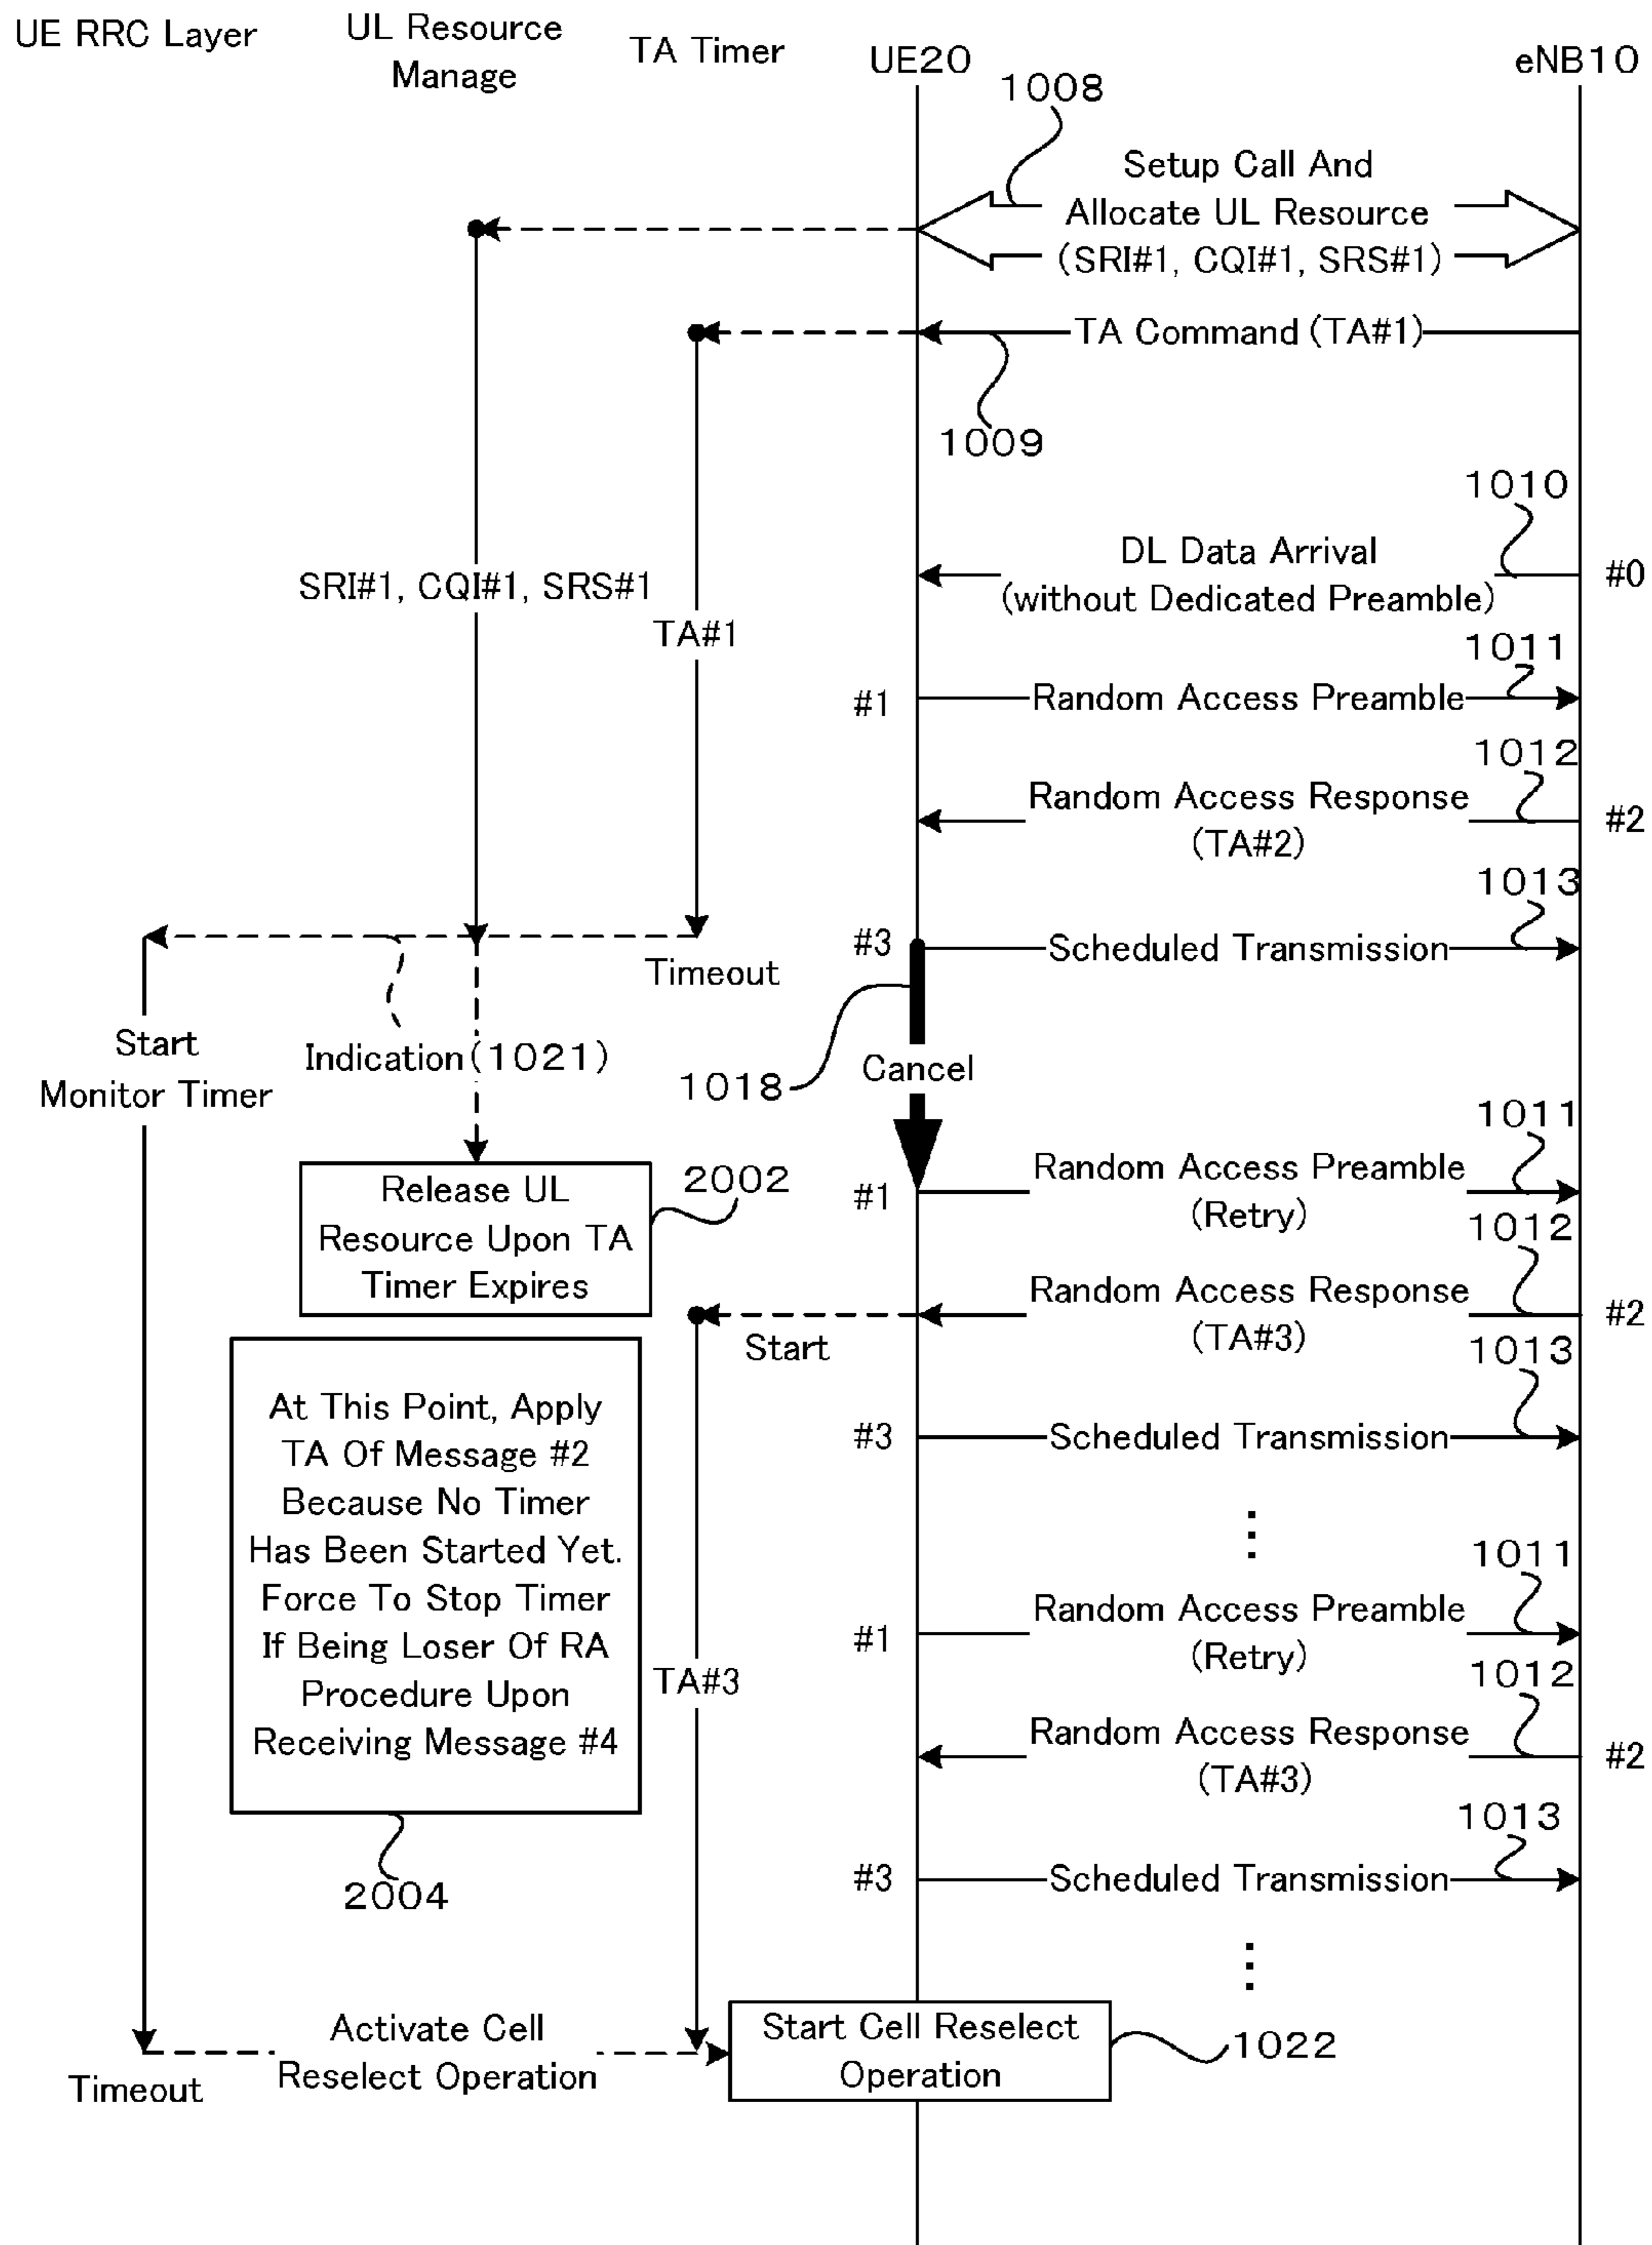 UE RRC Layer
UL Resource
Manage
TA Timer
UE20
eNB10
1008
Setup Call And
Allocate UL Resource
(SRI#1, CQI#1, SRS#1)
TA Command (TA#1)
1009
1010
DL Data Arrival
(without Dedicated Preamble)
#0
SRI#1, CQI#1, SRS#1
TA#1
1011
#1
Random Access Preamble
1012
Random Access Response
(TA#2)
#2
1013
#3
Scheduled Transmission
Timeout
Start
Monitor Timer
Indication(1021)
1018
Cancel
1011
#1
Random Access Preamble
(Retry)
Release UL
Resource Upon TA
Timer Expires
2002
1012
Random Access Response
(TA#3)
#2
Start
1013
#3
Scheduled Transmission
At This Point, Apply
TA Of Message #2
Because No Timer
Has Been Started Yet.
Force To Stop Timer
If Being Loser Of RA
Procedure Upon
Receiving Message #4
2004
TA#3
1011
#1
Random Access Preamble
(Retry)
1012
Random Access Response
(TA#3)
#2
1013
#3
Scheduled Transmission
Timeout
Activate Cell
Reselect Operation
Start Cell Reselect
Operation
1022